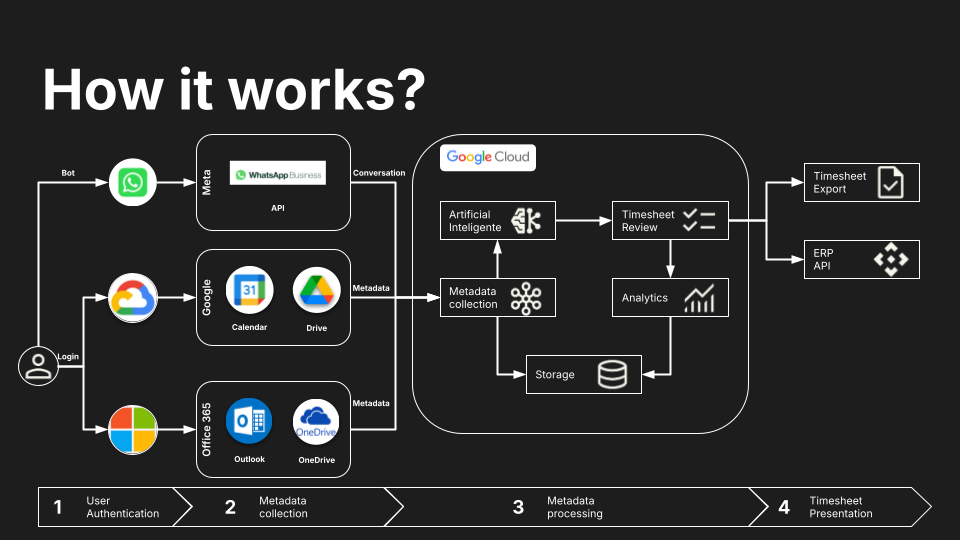 How it works?
Bot
Login
Meta
WhatsApp Business
API
Conversation
Google
31
Calendar
Drive
Metadata
Office 365
Outlook
OneDrive
OneDrive
Metadata
Google Cloud
Artificial
Inteligente
Timesheet
Review
Metadata
collection
Analytics
Storage
Timesheet
Export
ERP
API
1 User
Authentication
2 Metadata
collection
3 Metadata
processing
4 Timesheet
Presentation